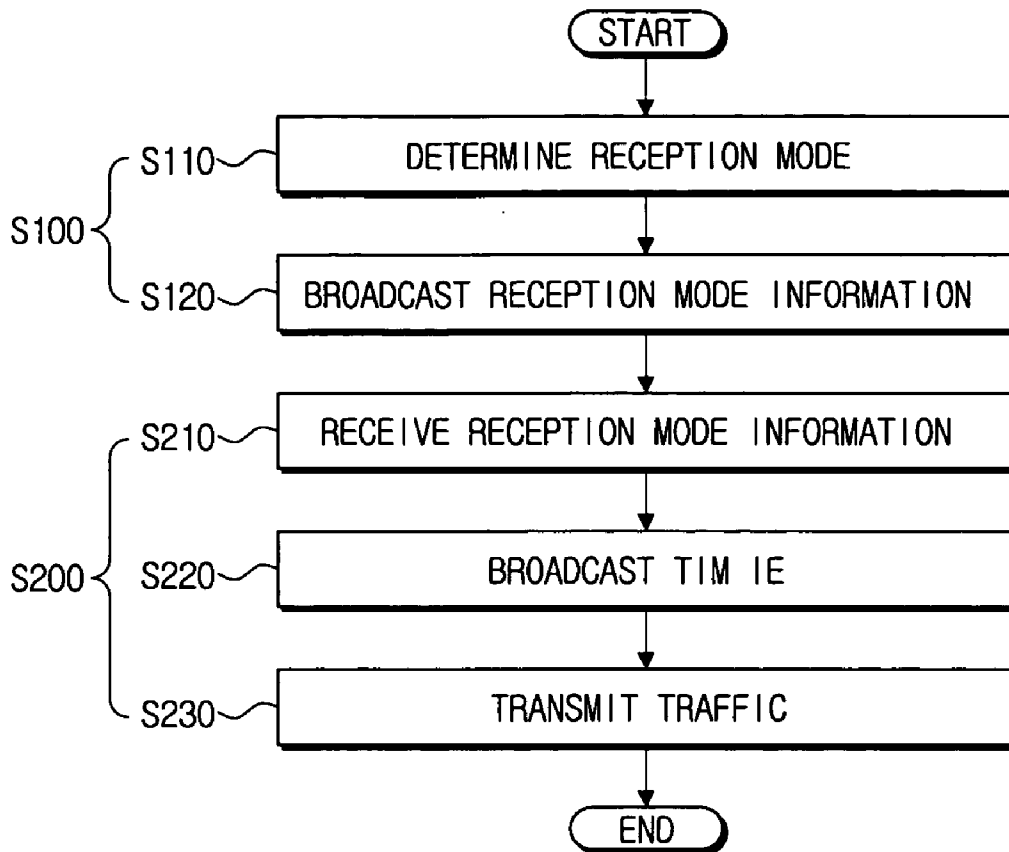 START
S110 DETERMINE RECEPTION MODE
S100
S120 BROADCAST RECEPTION MODE INFORMATION
S210 RECEIVE RECEPTION MODE INFORMATION
S200 S220 BROADCAST TIM IE
S230 TRANSMIT TRAFFIC
END